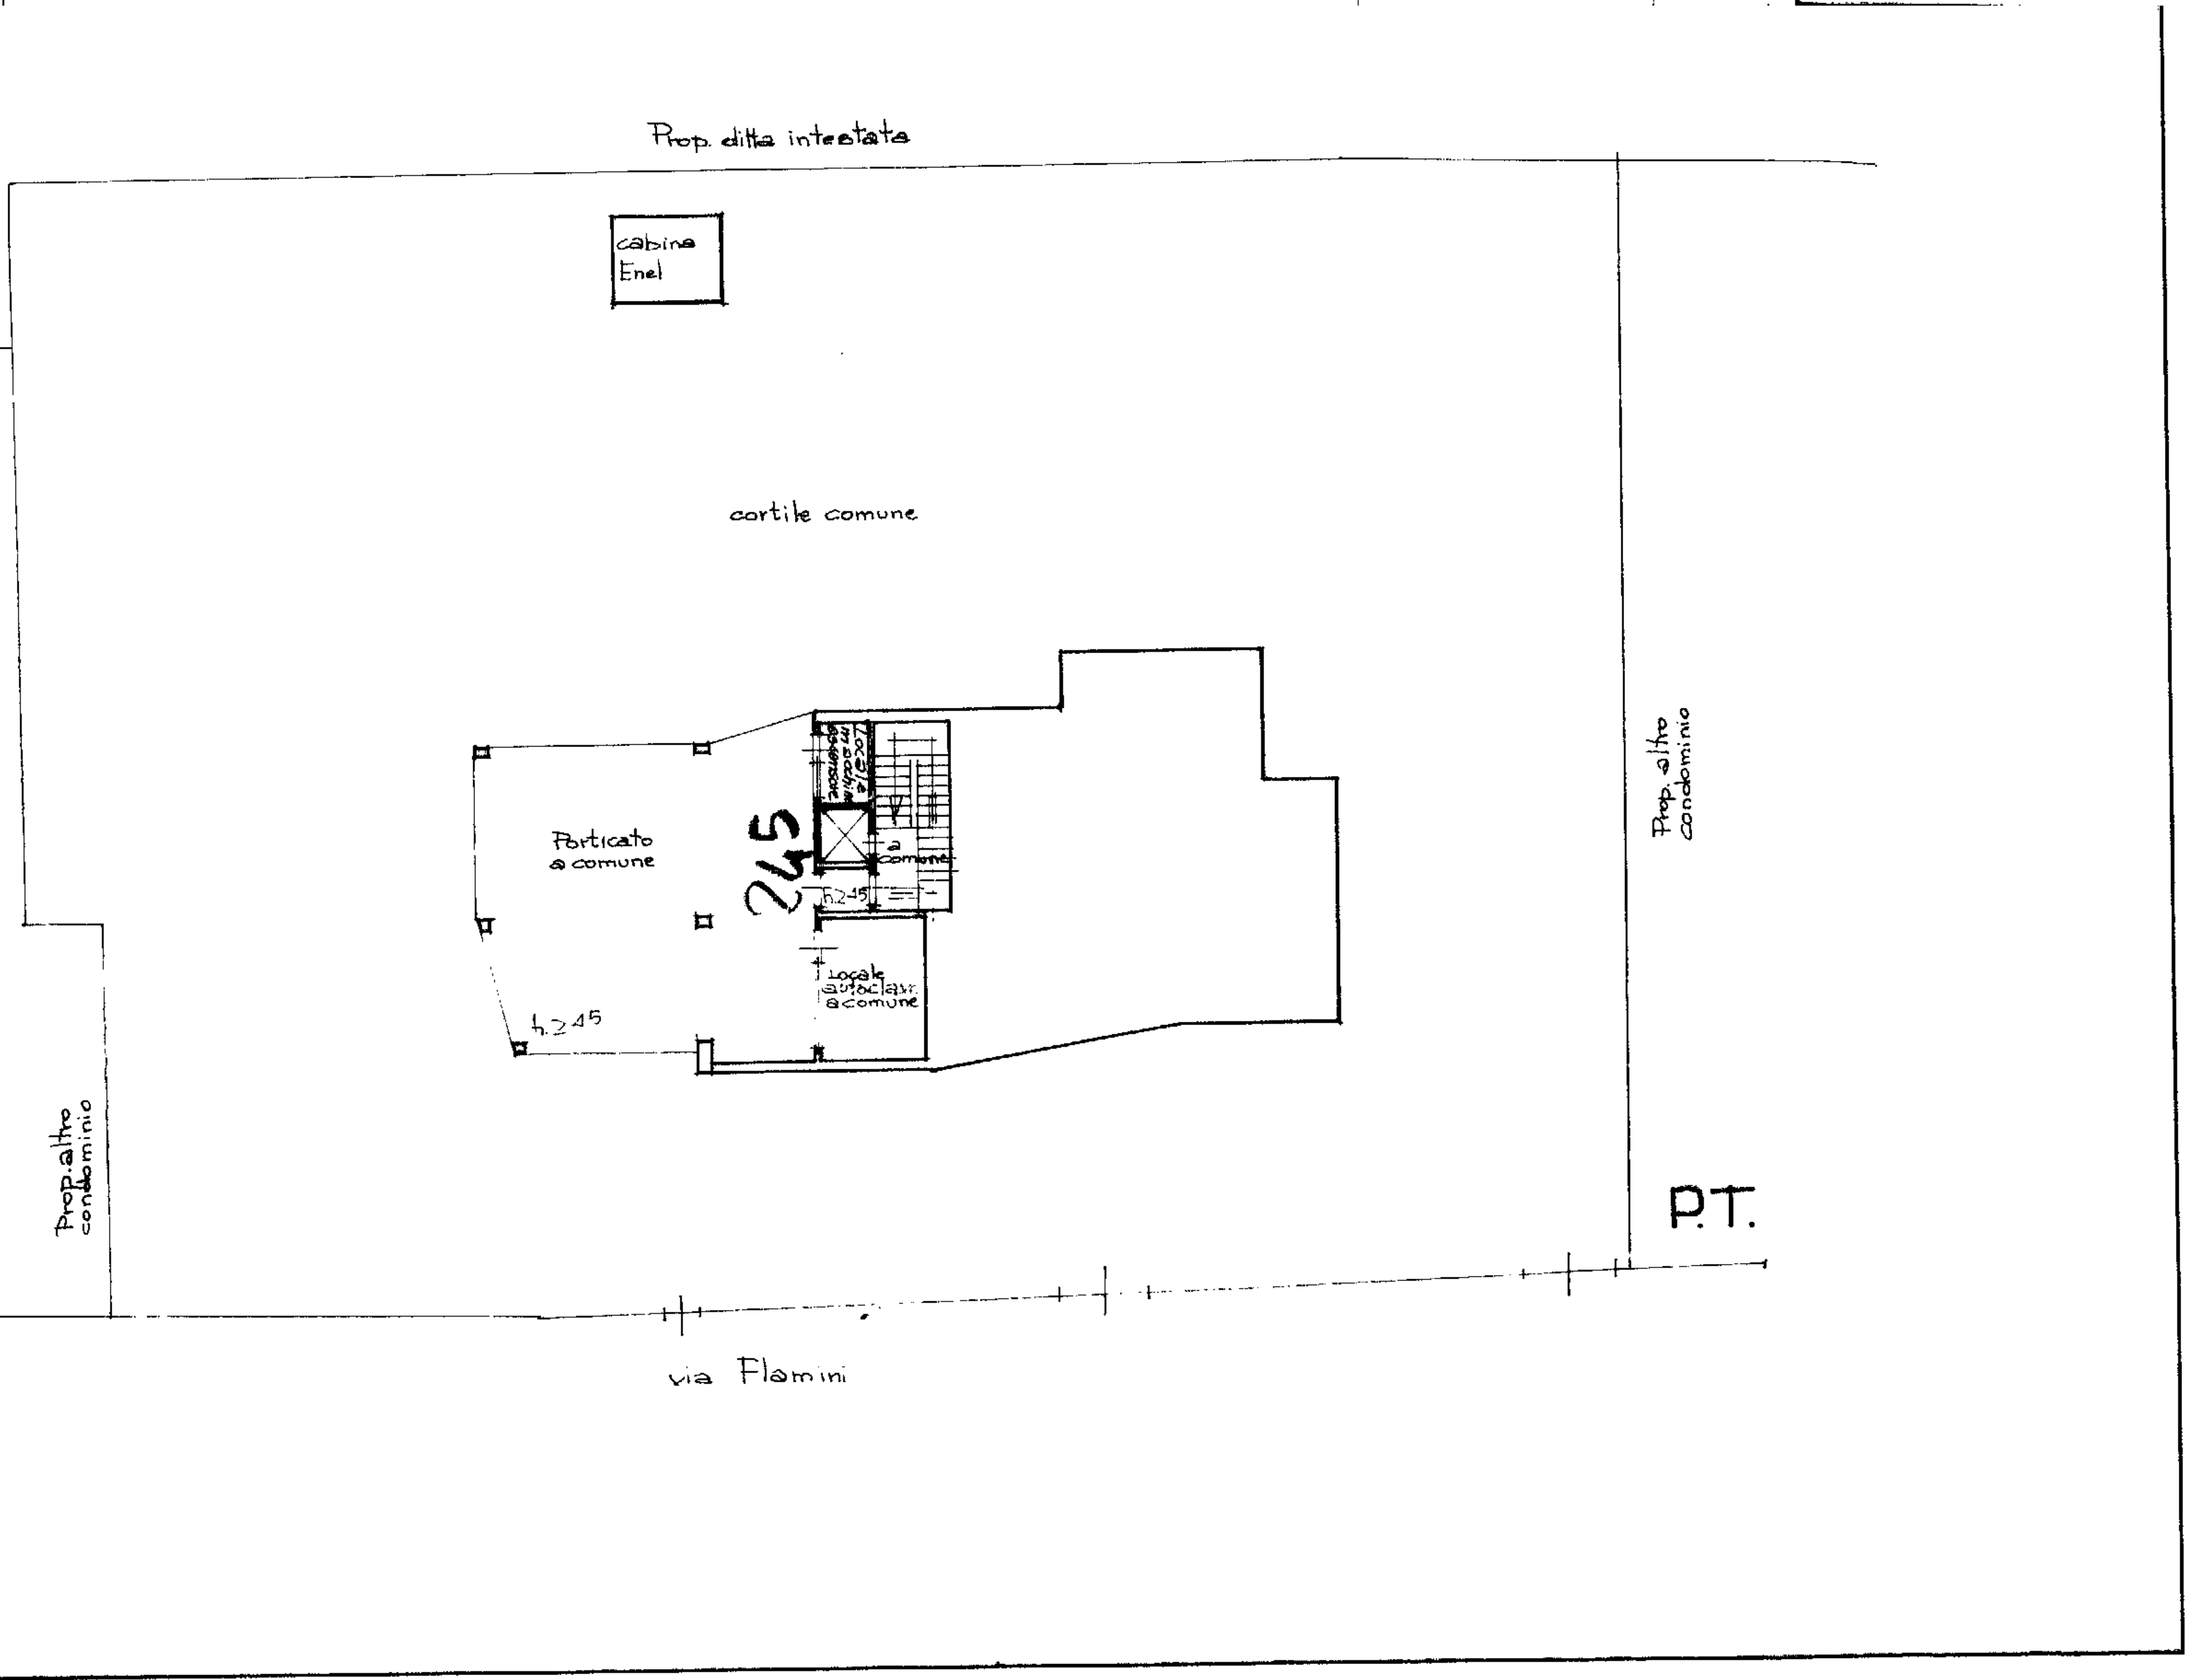 Prop. ditta intestata
cabina
Enel
cortile comune
Locale
macchine
ascensore
Porticato
a comune
245
a
comune
h.245
Locale
autoclave
a comune
h.245
Prop. altro
condominio
Prop. altro
condominio
P.T.
via Flamini